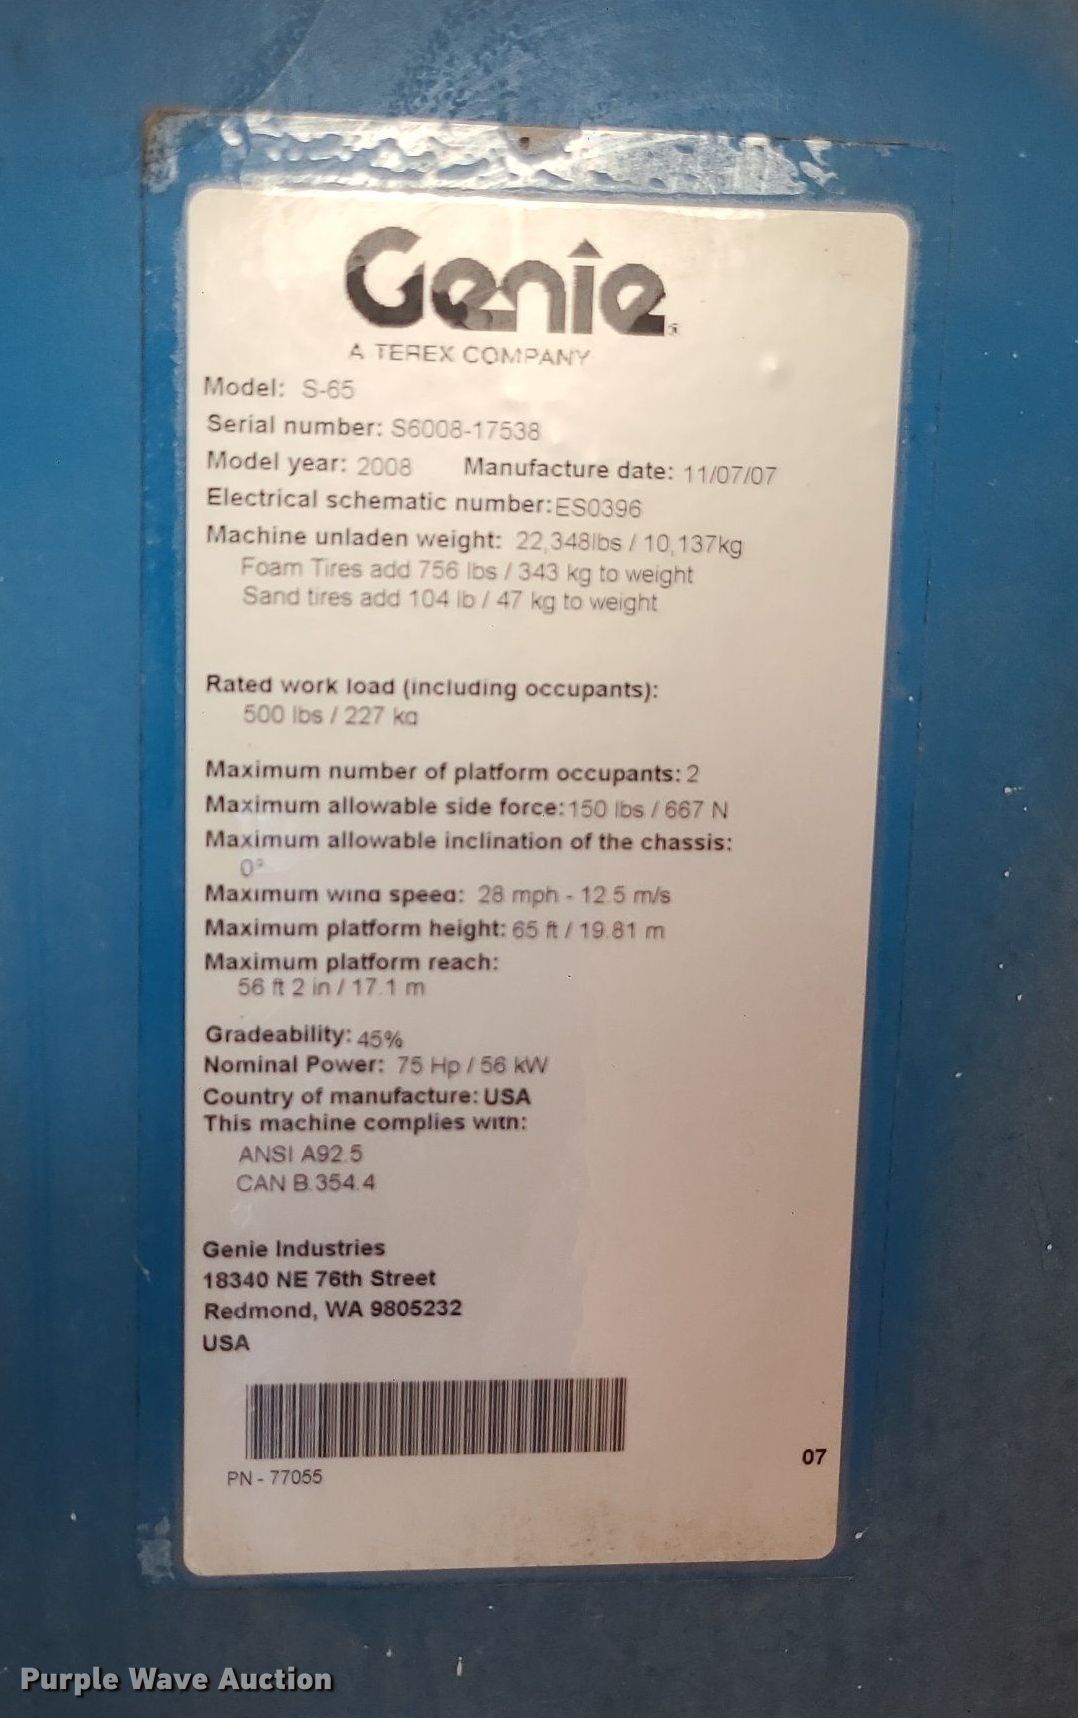 Genie®
A TEREX COMPANY
Model: S-65
Serial number: S6008-17538
Model year: 2008 Manufacture date: 11/07/07
Electrical schematic number:ES0396
Machine unladen weight: 22,348lbs / 10,137kg
Foam Tires add 756 lbs / 343 kg to weight
Sand tires add 104 lb / 47 kg to weight
Rated work load (including occupants):
500 lbs / 227 kg
Maximum number of platform occupants: 2
Maximum allowable side force: 150 lbs / 667 N
Maximum allowable inclination of the chassis:
0°
Maximum wind speed: 28 mph - 12.5 m/s
Maximum platform height: 65 ft / 19.81 m
Maximum platform reach:
56 ft 2 in / 17.1 m
Gradeability: 45%
Nominal Power: 75 Hp / 56 kW
Country of manufacture: USA
This machine complies with:
ANSI A92.5
CAN B.354.4
Genie Industries
18340 NE 76th Street
Redmond, WA 9805232
USA
PN - 77055
07
Purple Wave Auction